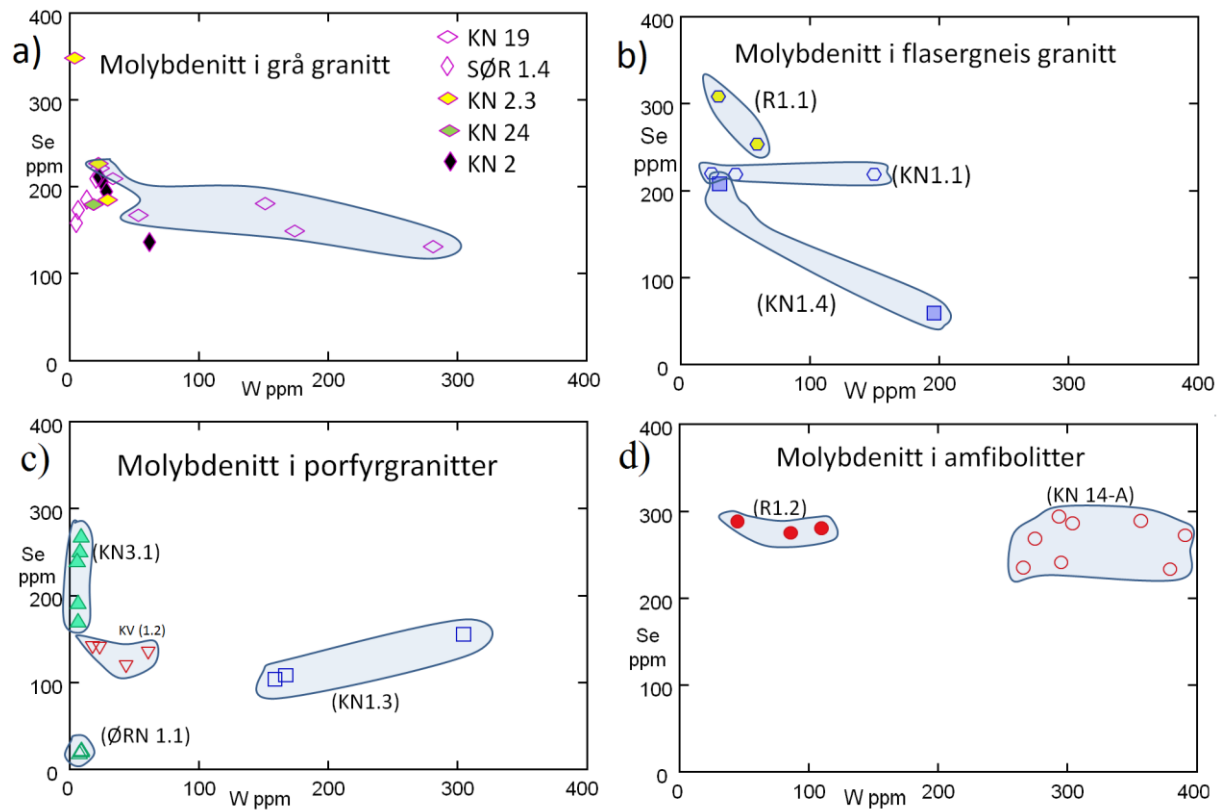 a)
400
Molybdenitt i grå granitt
KN 19
SØR 1.4
KN 2.3
KN 24
KN 2
300
Se
ppm
200
100
0
0 100 200 300 400
W ppm
b)
400
Molybdenitt i flasergneis granitt
(R1.1)
300
Se
ppm
200
(KN1.1)
100
(KN1.4)
0
0 100 200 300 400
W ppm
c)
400
Molybdenitt i porfyrgranitter
300
(KN3.1)
Se
ppm
200
KV (1.2)
100
(KN1.3)
(ØRN 1.1)
0
0 100 200 300 400
W ppm
d)
400
Molybdenitt i amfibolitter
(R1.2)
(KN 14-A)
300
200
Se
ppm
100
0
0 100 200 300 400
W ppm